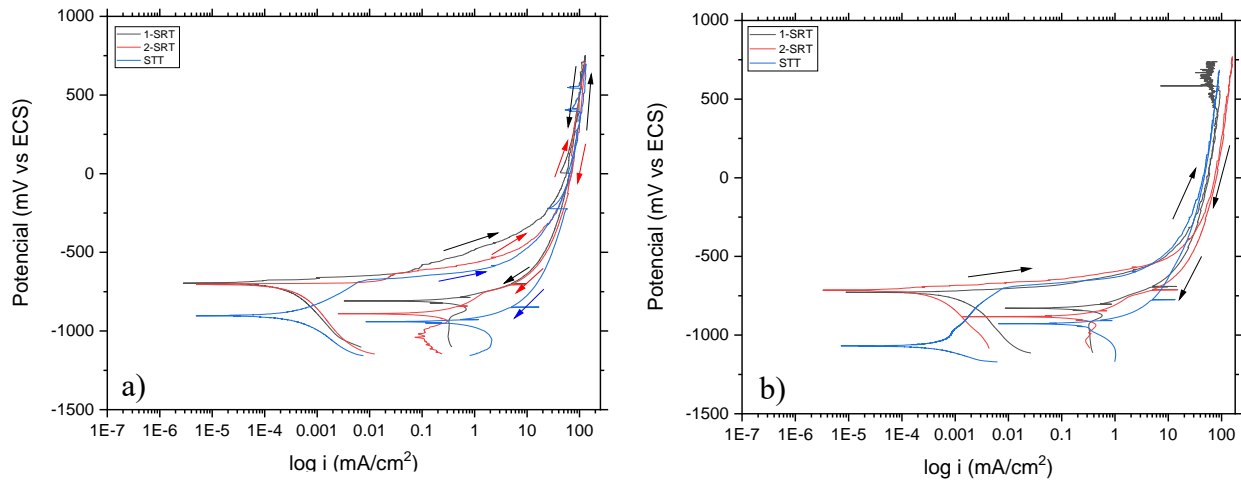 1-SRT
2-SRT
STT
1000
500
0
-500
-1000
-1500
Potencial (mV vs ECS)
1E-7 1E-6 1E-5 1E-4 0.001 0.01 0.1 1 10 100
log i (mA/cm²)
a)
1-SRT
2-SRT
STT
1000
500
0
-500
-1000
-1500
Potencial (mV vs ECS)
1E-7 1E-6 1E-5 1E-4 0.001 0.01 0.1 1 10 100
log i (mA/cm²)
b)